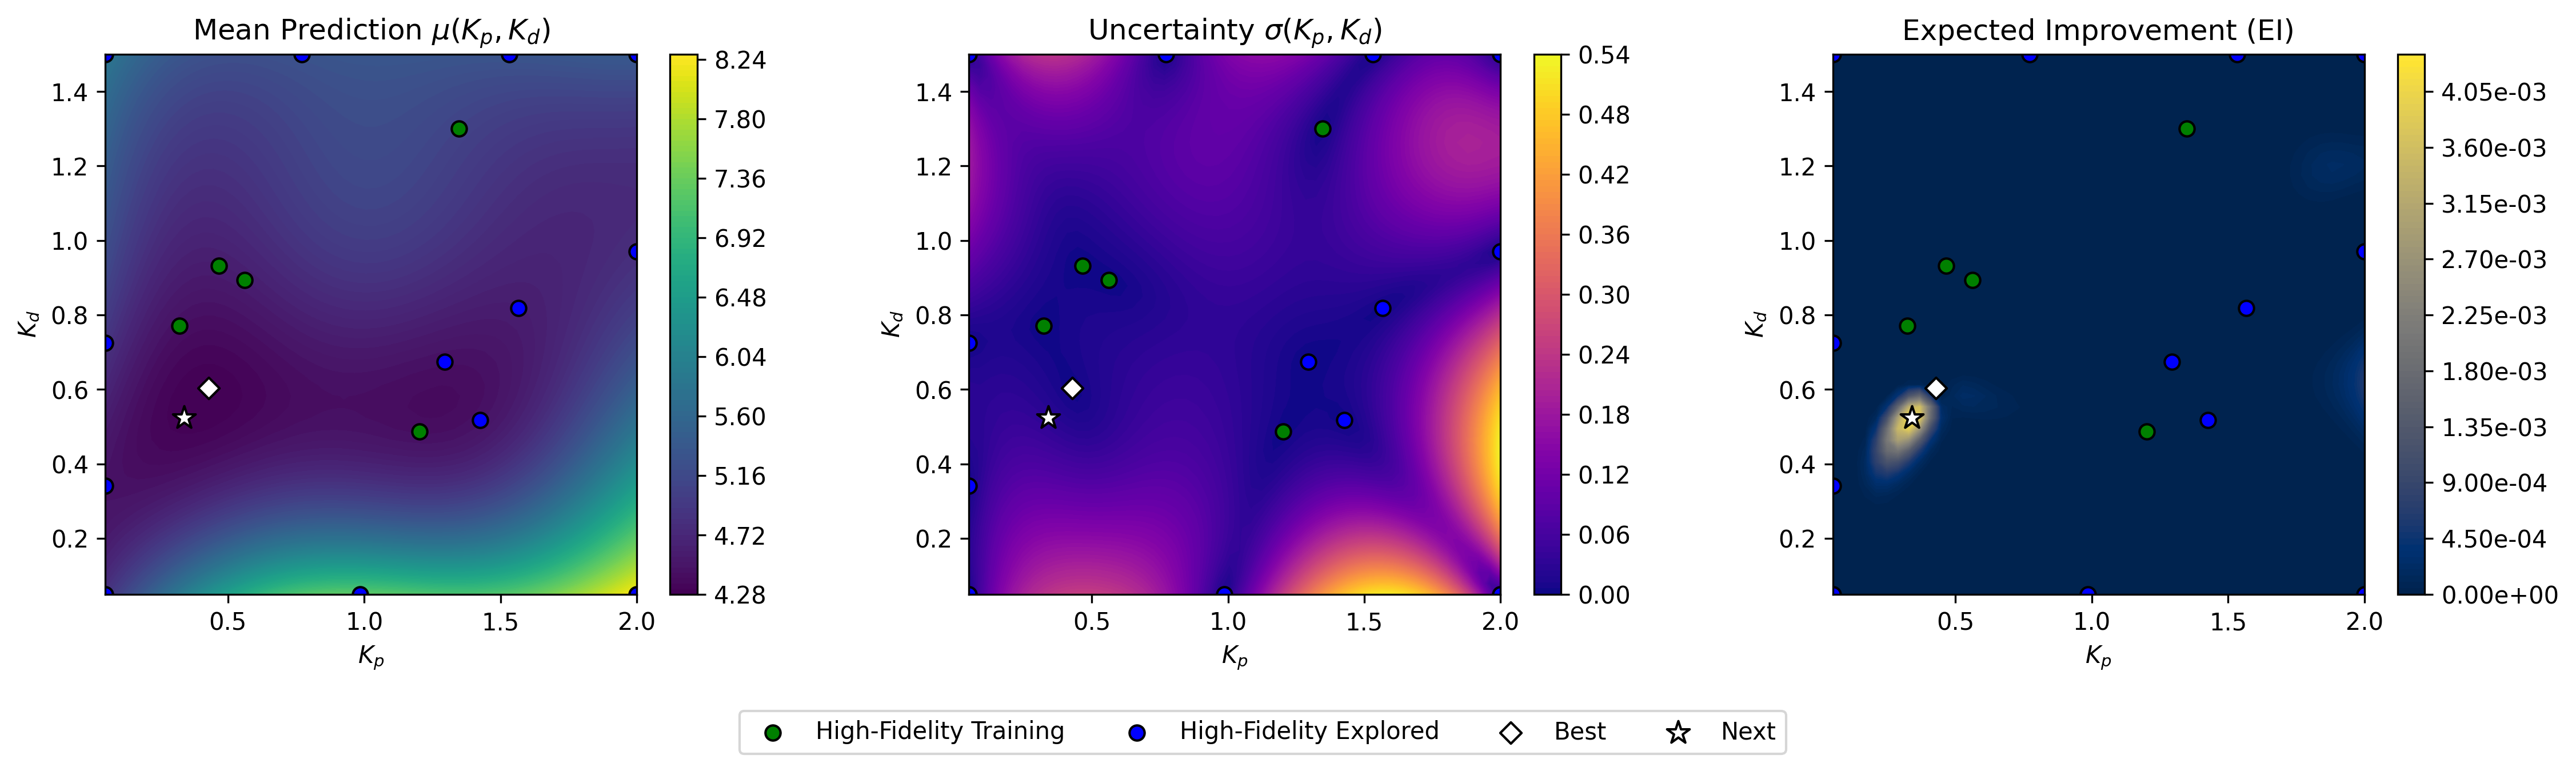 Mean Prediction μ(Kp, Kd)
Uncertainty σ(Kp, Kd)
Expected Improvement (EI)
1.4
1.2
1.0
0.8
0.6
0.4
0.2
Kd
0.5
1.0
1.5
2.0
Kp
8.24
7.80
7.36
6.92
6.48
6.04
5.60
5.16
4.72
4.28
1.4
1.2
1.0
0.8
0.6
0.4
0.2
Kd
0.5
1.0
1.5
2.0
Kp
0.54
0.48
0.42
0.36
0.30
0.24
0.18
0.12
0.06
0.00
1.4
1.2
1.0
0.8
0.6
0.4
0.2
Kd
0.5
1.0
1.5
2.0
Kp
4.05e-03
3.60e-03
3.15e-03
2.70e-03
2.25e-03
1.80e-03
1.35e-03
9.00e-04
4.50e-04
0.00e+00
High-Fidelity Training
High-Fidelity Explored
Best
Next